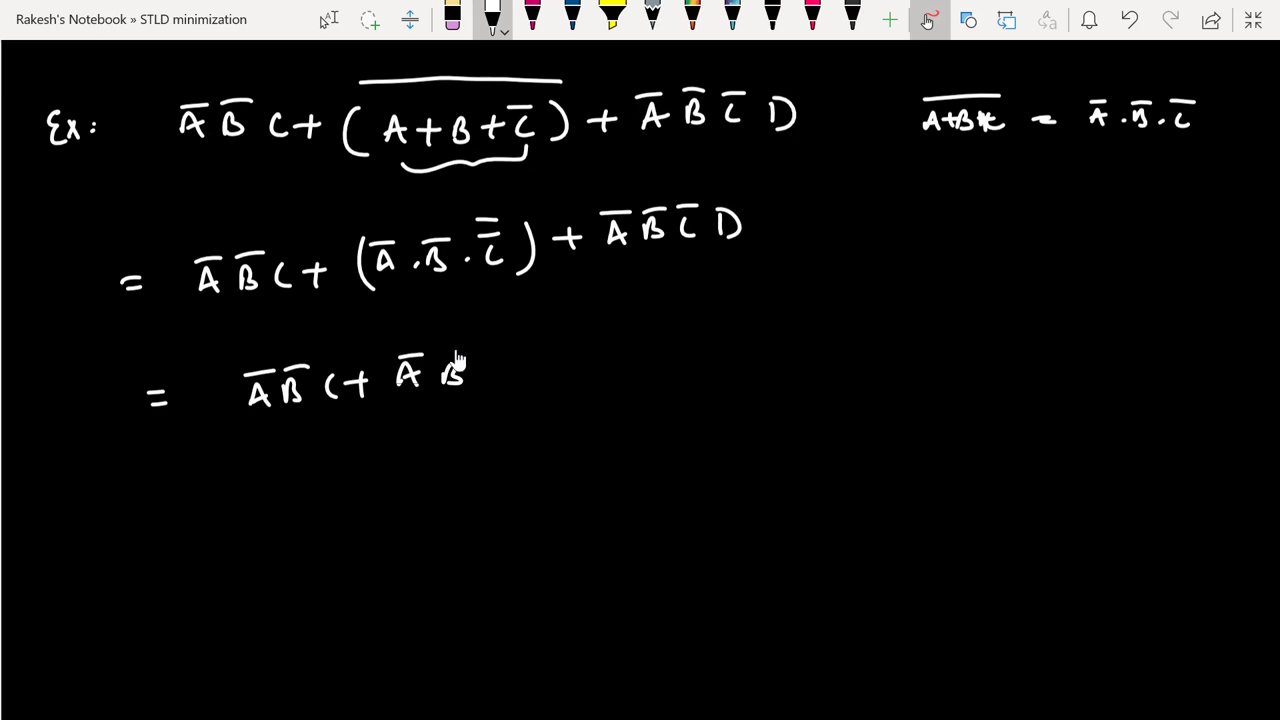 Rakesh's Notebook » STLD minimization
Ex: A̅ B̅ C + (A̅ ̅+̅ ̅B̅ ̅+̅ ̅C̿) + A̅ B̅ C̅ D
= A̅ . B̅ . C̅
= A̅ B̅ C + (A̅ . B̅ . C̿) + A̅ B̅ C̅ D
= A̅ B̅ C + A̅ B